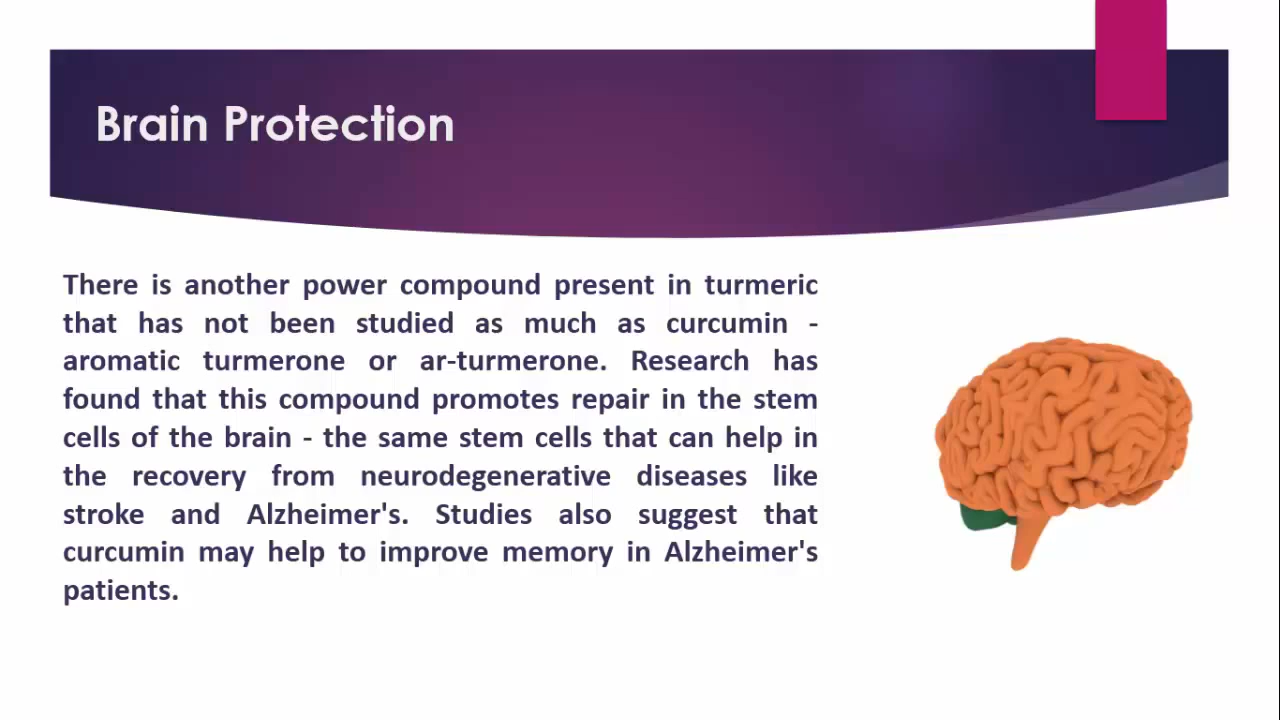 Brain Protection
There is another power compound present in turmeric
that has not been studied as much as curcumin -
aromatic turmerone or ar-turmerone. Research has
found that this compound promotes repair in the stem
cells of the brain - the same stem cells that can help in
the recovery from neurodegenerative diseases like
stroke and Alzheimer's. Studies also suggest that
curcumin may help to improve memory in Alzheimer's
patients.